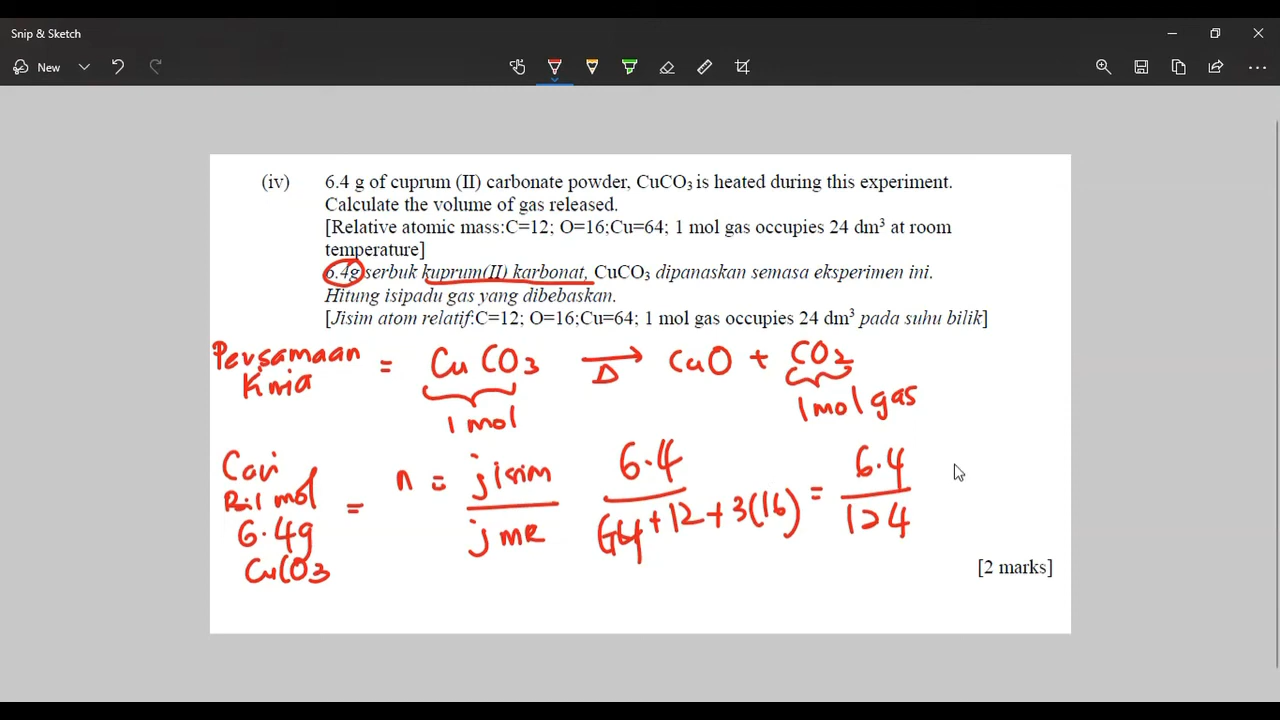 Snip & Sketch
New
(iv) 6.4 g of cuprum (II) carbonate powder, CuCO₃ is heated during this experiment.
Calculate the volume of gas released.
[Relative atomic mass:C=12; O=16;Cu=64; 1 mol gas occupies 24 dm³ at room
temperature]
6.4g serbuk kuprum(II) karbonat, CuCO₃ dipanaskan semasa eksperimen ini.
Hitung isipadu gas yang dibebaskan.
[Jisim atom relatif:C=12; O=16;Cu=64; 1 mol gas occupies 24 dm³ pada suhu bilik]
Persamaan
Kimia = CuCO3 → CuO + CO2
Δ
1 mol 1 mol gas
Cari
Bil mol
6.4g
CuCO3 = n = jisim / jmR 6.4 / 64+12+3(16) = 6.4 / 124
[2 marks]